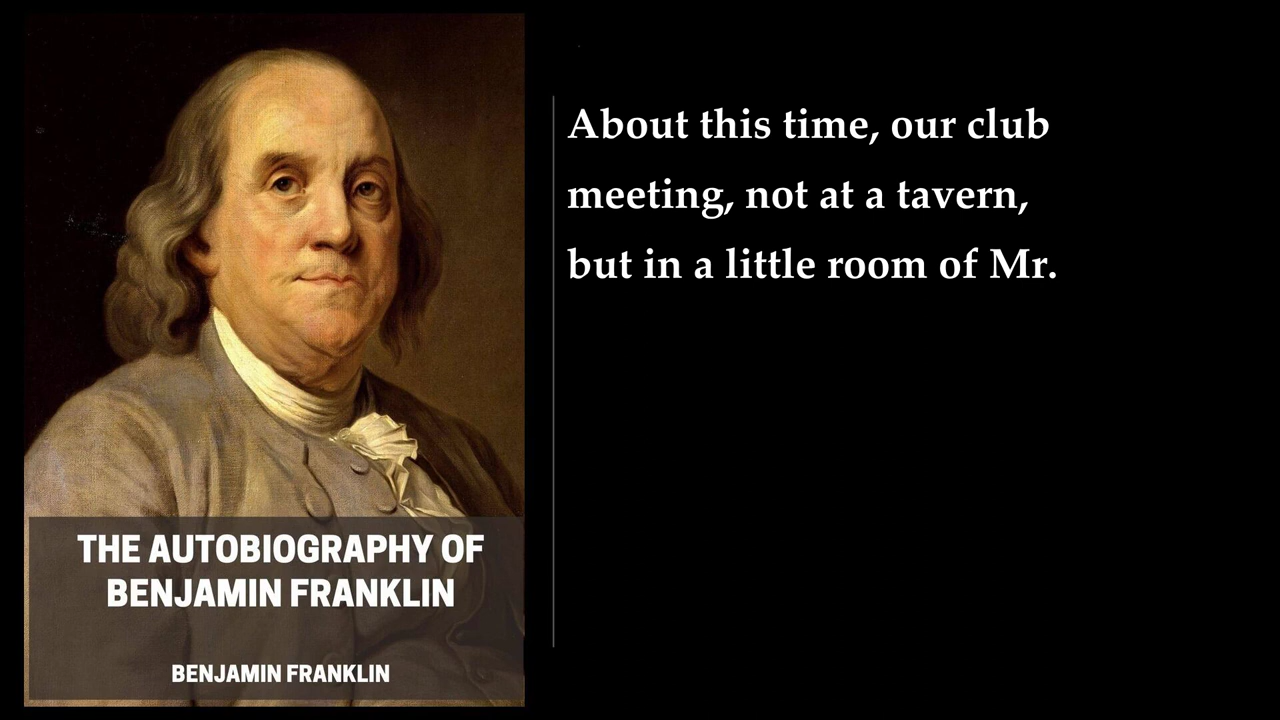 About this time, our club
meeting, not at a tavern,
but in a little room of Mr.
THE AUTOBIOGRAPHY OF
BENJAMIN FRANKLIN
BENJAMIN FRANKLIN